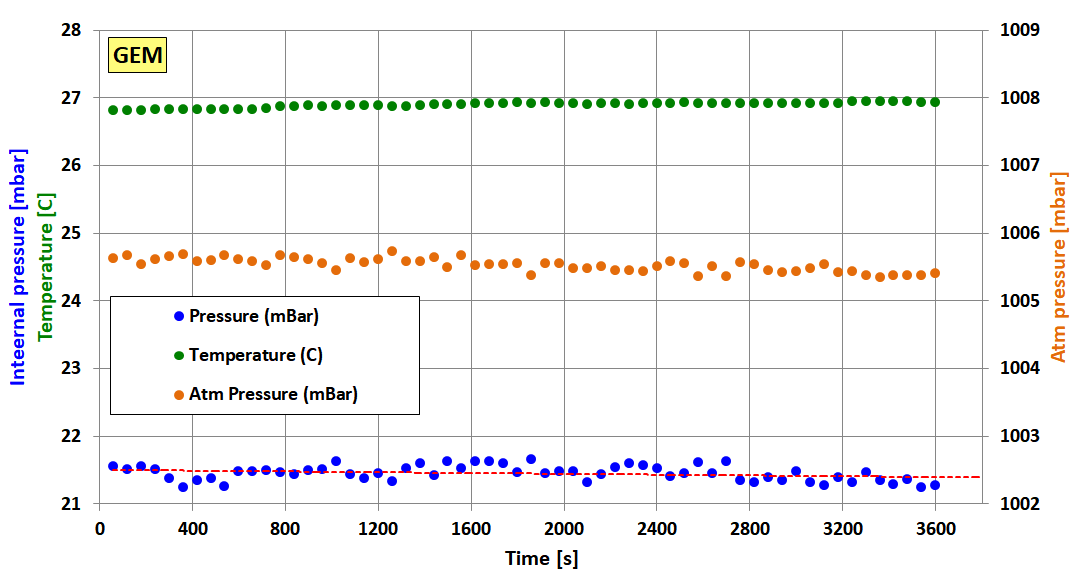 GEM
28
27
26
25
24
23
22
21
1009
1008
1007
1006
1005
1004
1003
1002
Inteernal pressure [mbar]
Temperature [C]
Atm pressure [mbar]
Pressure (mBar)
Temperature (C)
Atm Pressure (mBar)
0 400 800 1200 1600 2000 2400 2800 3200 3600
Time [s]